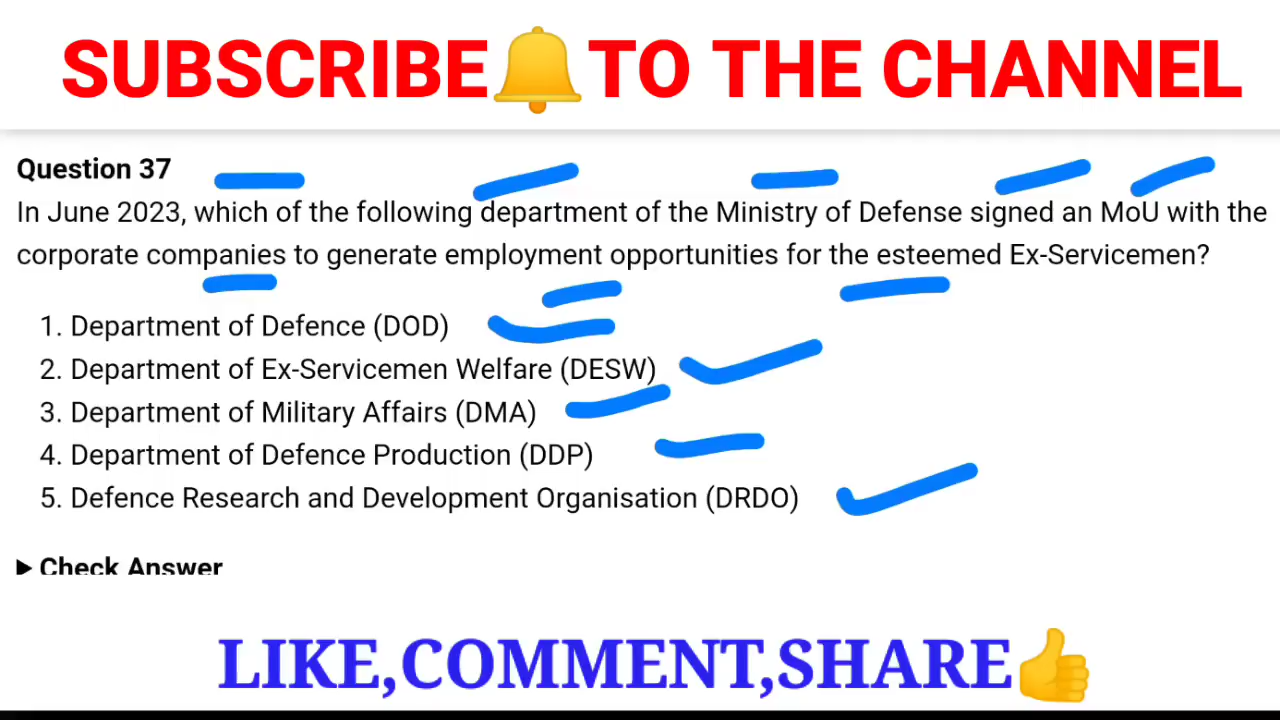 SUBSCRIBE🔔TO THE CHANNEL
Question 37
In June 2023, which of the following department of the Ministry of Defense signed an MoU with the
corporate companies to generate employment opportunities for the esteemed Ex-Servicemen?
1. Department of Defence (DOD)
2. Department of Ex-Servicemen Welfare (DESW)
3. Department of Military Affairs (DMA)
4. Department of Defence Production (DDP)
5. Defence Research and Development Organisation (DRDO)
▶ Check Answer
LIKE,COMMENT,SHARE👍